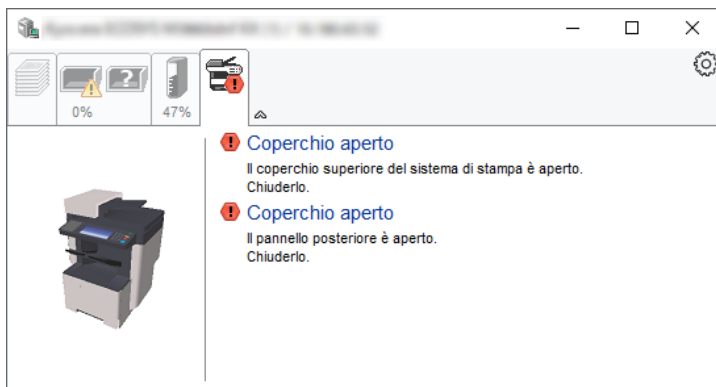 0%
47%
Coperchio aperto
Il coperchio superiore del sistema di stampa è aperto.
Chiuderlo.
Coperchio aperto
Il pannello posteriore è aperto.
Chiuderlo.